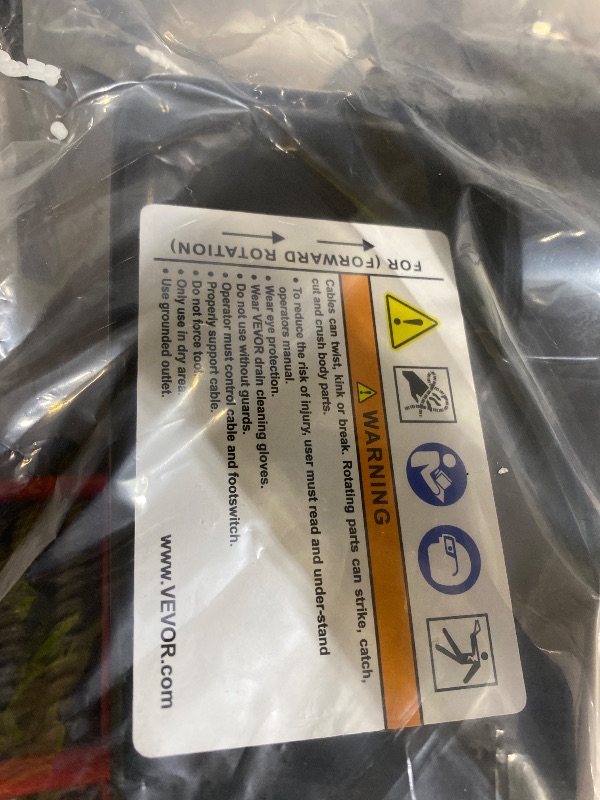 FOR (FORWARD ROTATION)
WARNING
Cables can twist, kink or break. Rotating parts can strike, catch,
cut and crush body parts.
• To reduce the risk of injury, user must read and under-stand
operators manual.
• Wear eye protection.
• Wear VEVOR drain cleaning gloves.
• Do not use without guards.
• Operator must control cable and footswitch.
• Properly support cable.
• Do not force tool.
• Only use in dry area.
• Use grounded outlet.
www.VEVOR.com